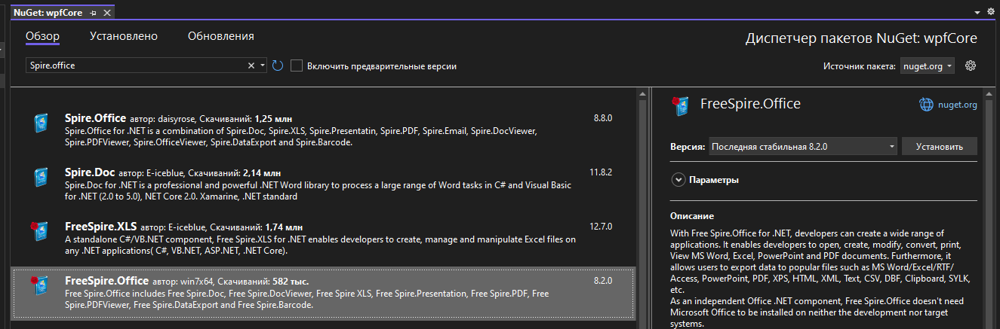 NuGet: wpfCore
Обзор Установлено Обновления
Диспетчер пакетов NuGet: wpfCore
Spire.office
Включить предварительные версии
Источник пакета: nuget.org
Spire.Office автор: daisyrose, Скачиваний: 1,25 млн 8.8.0
Spire.Office for .NET is a combination of Spire.Doc, Spire.XLS, Spire.Presentatin, Spire.PDF, Spire.Email, Spire.DocViewer,
Spire.PDFViewer, Spire.OfficeViewer, Spire.DataExport and Spire.Barcode.
Spire.Doc автор: E-iceblue, Скачиваний: 2,14 млн 11.8.2
Spire.Doc for .NET is a professional and powerful .NET Word library to process a large range of Word tasks in C# and Visual Basic
for .NET (2.0 to 5.0), NET Core 2.0. Xamarine, .NET standard
FreeSpire.XLS автор: E-iceblue, Скачиваний: 1,74 млн 12.7.0
A standalone C#/VB.NET component, Free Spire.XLS for .NET enables developers to create, manage and manipulate Excel files on
any .NET applications( C#, VB.NET, ASP.NET, .NET Core).
FreeSpire.Office автор: win7x64, Скачиваний: 582 тыс. 8.2.0
Free Spire.Office includes Free Spire.Doc, Free Spire.DocViewer, Free Spire XLS, Free Spire.Presentation, Free Spire.PDF, Free
Spire.PDFViewer, Free Spire.DataExport and Free Spire.Barcode.
FreeSpire.Office
nuget.org
Версия: Последняя стабильная 8.2.0 Установить
Параметры
Описание
With Free Spire.Office for .NET, developers can create a wide range of
applications. It enables developers to open, create, modify, convert, print,
View MS Word, Excel, PowerPoint and PDF documents. Furthermore, it
allows users to export data to popular files such as MS Word/Excel/RTF/
Access, PowerPoint, PDF, XPS, HTML, XML, Text, CSV, DBF, Clipboard, SYLK,
etc.
As an independent Office .NET component, Free Spire.Office doesn't need
Microsoft Office to be installed on neither the development nor target
systems.